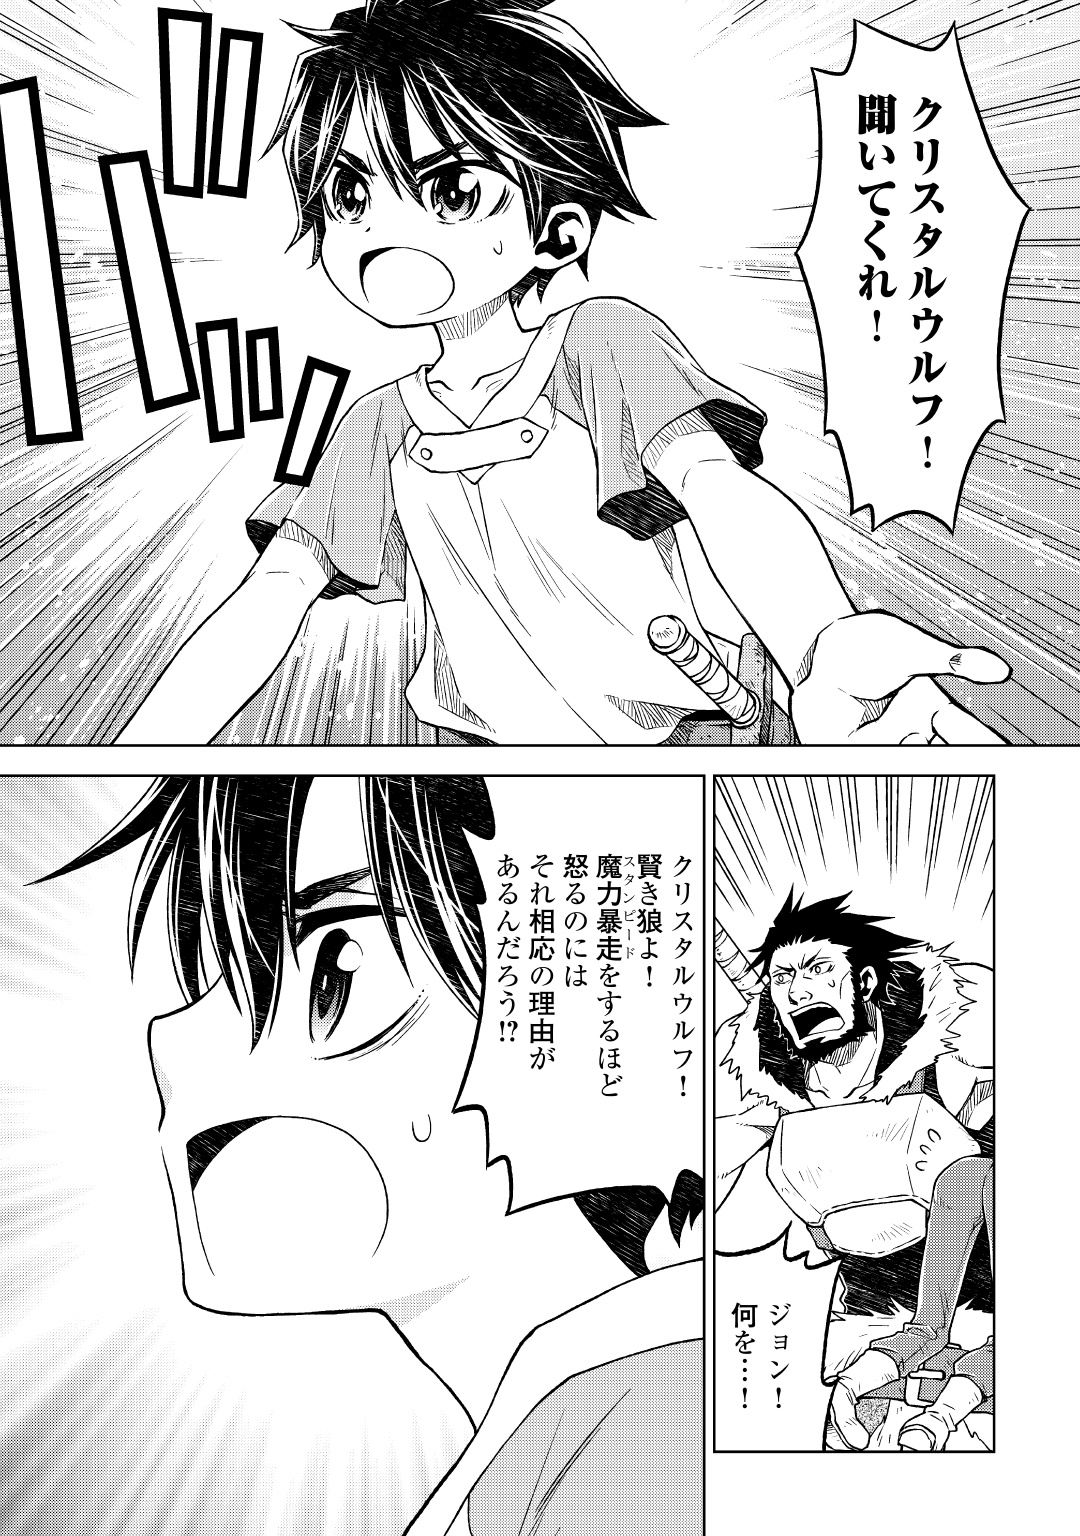 クリスタルウルフ！
聞いてくれ！
ジョン！
何を…！
クリスタルウルフ！
賢き狼よ！
魔力暴走をするほど
スタンピード
怒るのには
それ相応の理由が
あるんだろう!?